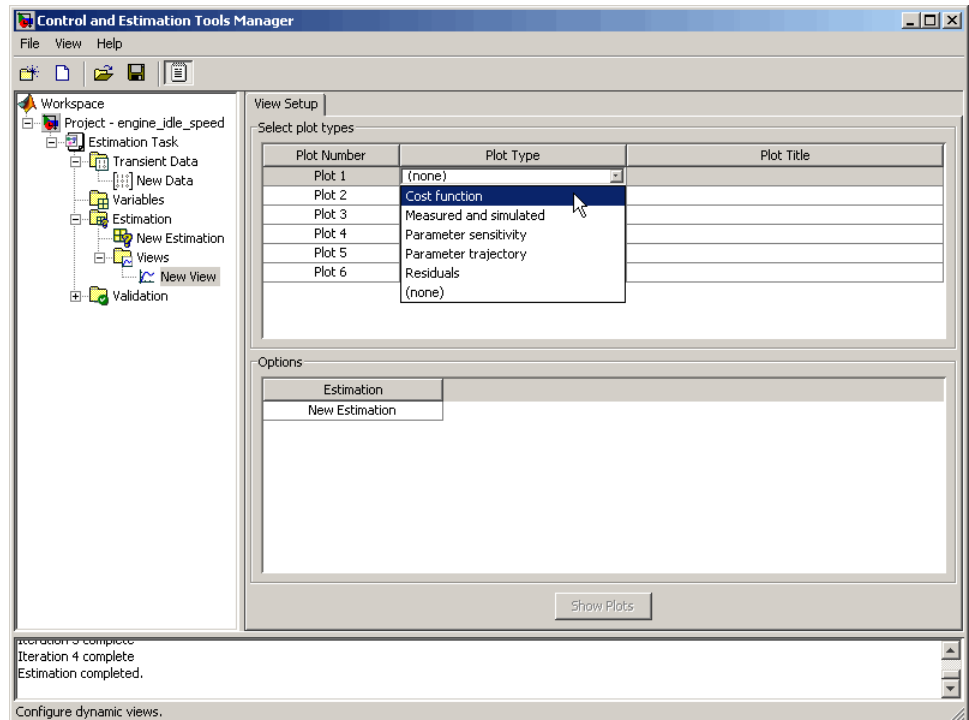 Control and Estimation Tools Manager
File View Help
Workspace
Project - engine_idle_speed
Estimation Task
Transient Data
New Data
Variables
Estimation
New Estimation
Views
New View
Validation
View Setup
Select plot types
Plot Number Plot Type Plot Title
Plot 1 (none)
Plot 2 Cost function
Plot 3 Measured and simulated
Plot 4 Parameter sensitivity
Plot 5 Parameter trajectory
Plot 6 Residuals
(none)
Options
Estimation
New Estimation
Show Plots
Iteration 3 complete
Iteration 4 complete
Estimation completed.
Configure dynamic views.